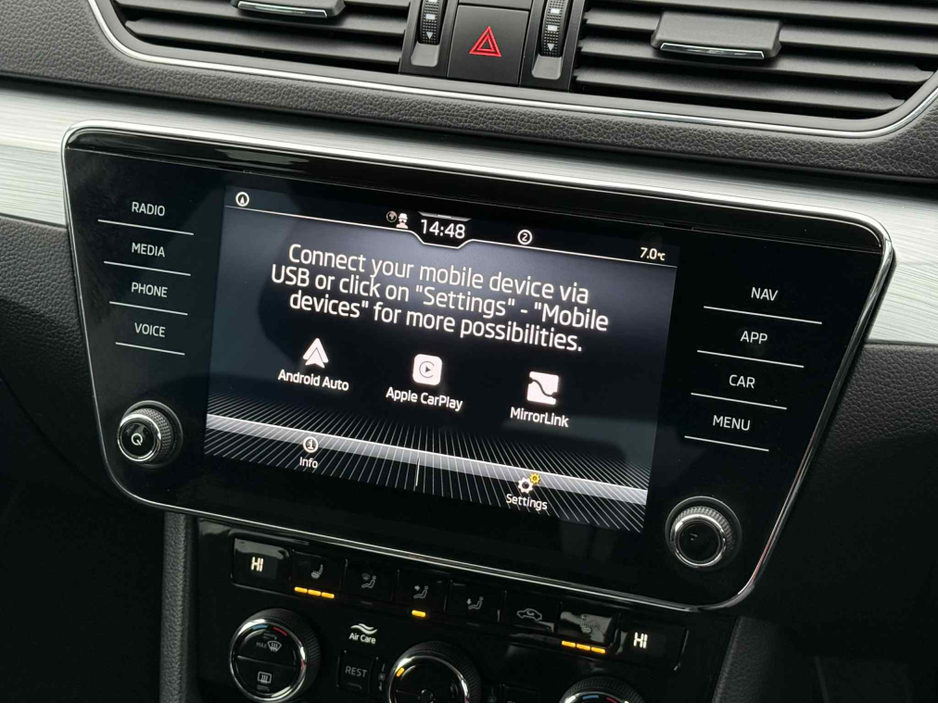 RADIO
MEDIA
PHONE
VOICE
14:48
2
7.0°C
Connect your mobile device via
USB or click on "Settings" - "Mobile
devices" for more possibilities.
Android Auto
Apple CarPlay
MirrorLink
Info
Settings
NAV
APP
CAR
MENU
HI
HI
MAX
Air Care
REST